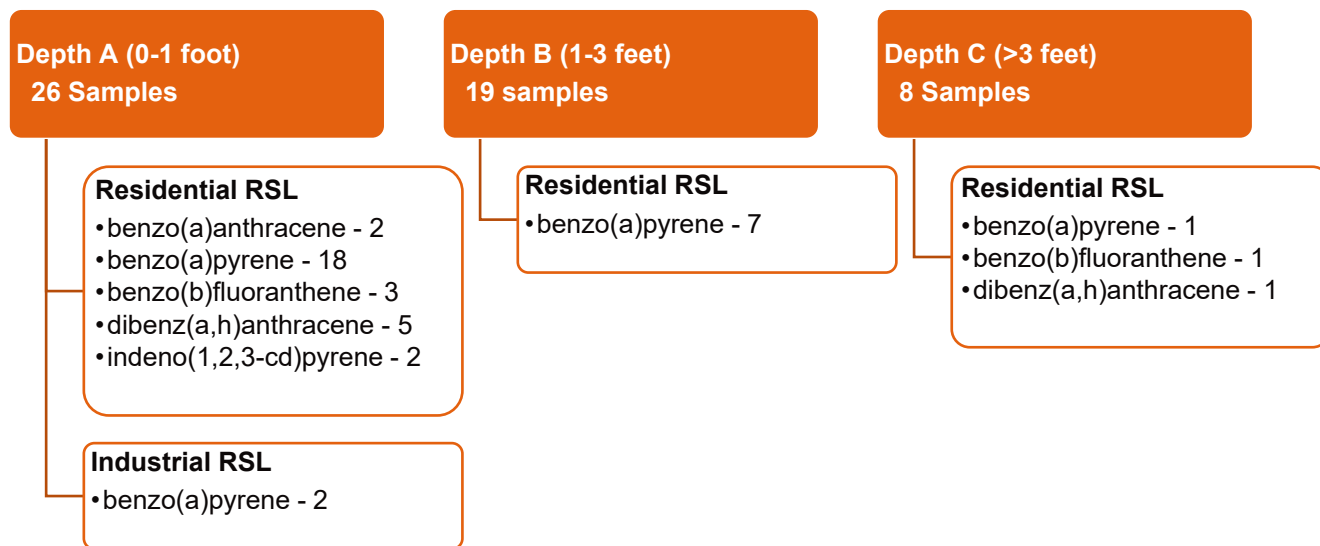 Depth A (0-1 foot)
26 Samples
Residential RSL
•benzo(a)anthracene - 2
•benzo(a)pyrene - 18
•benzo(b)fluoranthene - 3
•dibenz(a,h)anthracene - 5
•indeno(1,2,3-cd)pyrene - 2
Industrial RSL
•benzo(a)pyrene - 2
Depth B (1-3 feet)
19 samples
Residential RSL
•benzo(a)pyrene - 7
Depth C (>3 feet)
8 Samples
Residential RSL
•benzo(a)pyrene - 1
•benzo(b)fluoranthene - 1
•dibenz(a,h)anthracene - 1